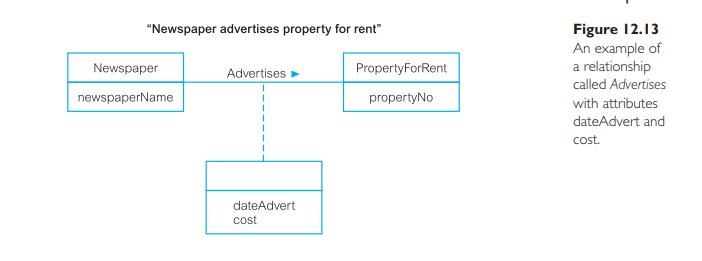 "Newspaper advertises property for rent"
Newspaper
Advertises ►
PropertyForRent
newspaperName
propertyNo
dateAdvert
cost
Figure 12.13
An example of
a relationship
called Advertises
with attributes
dateAdvert and
cost.